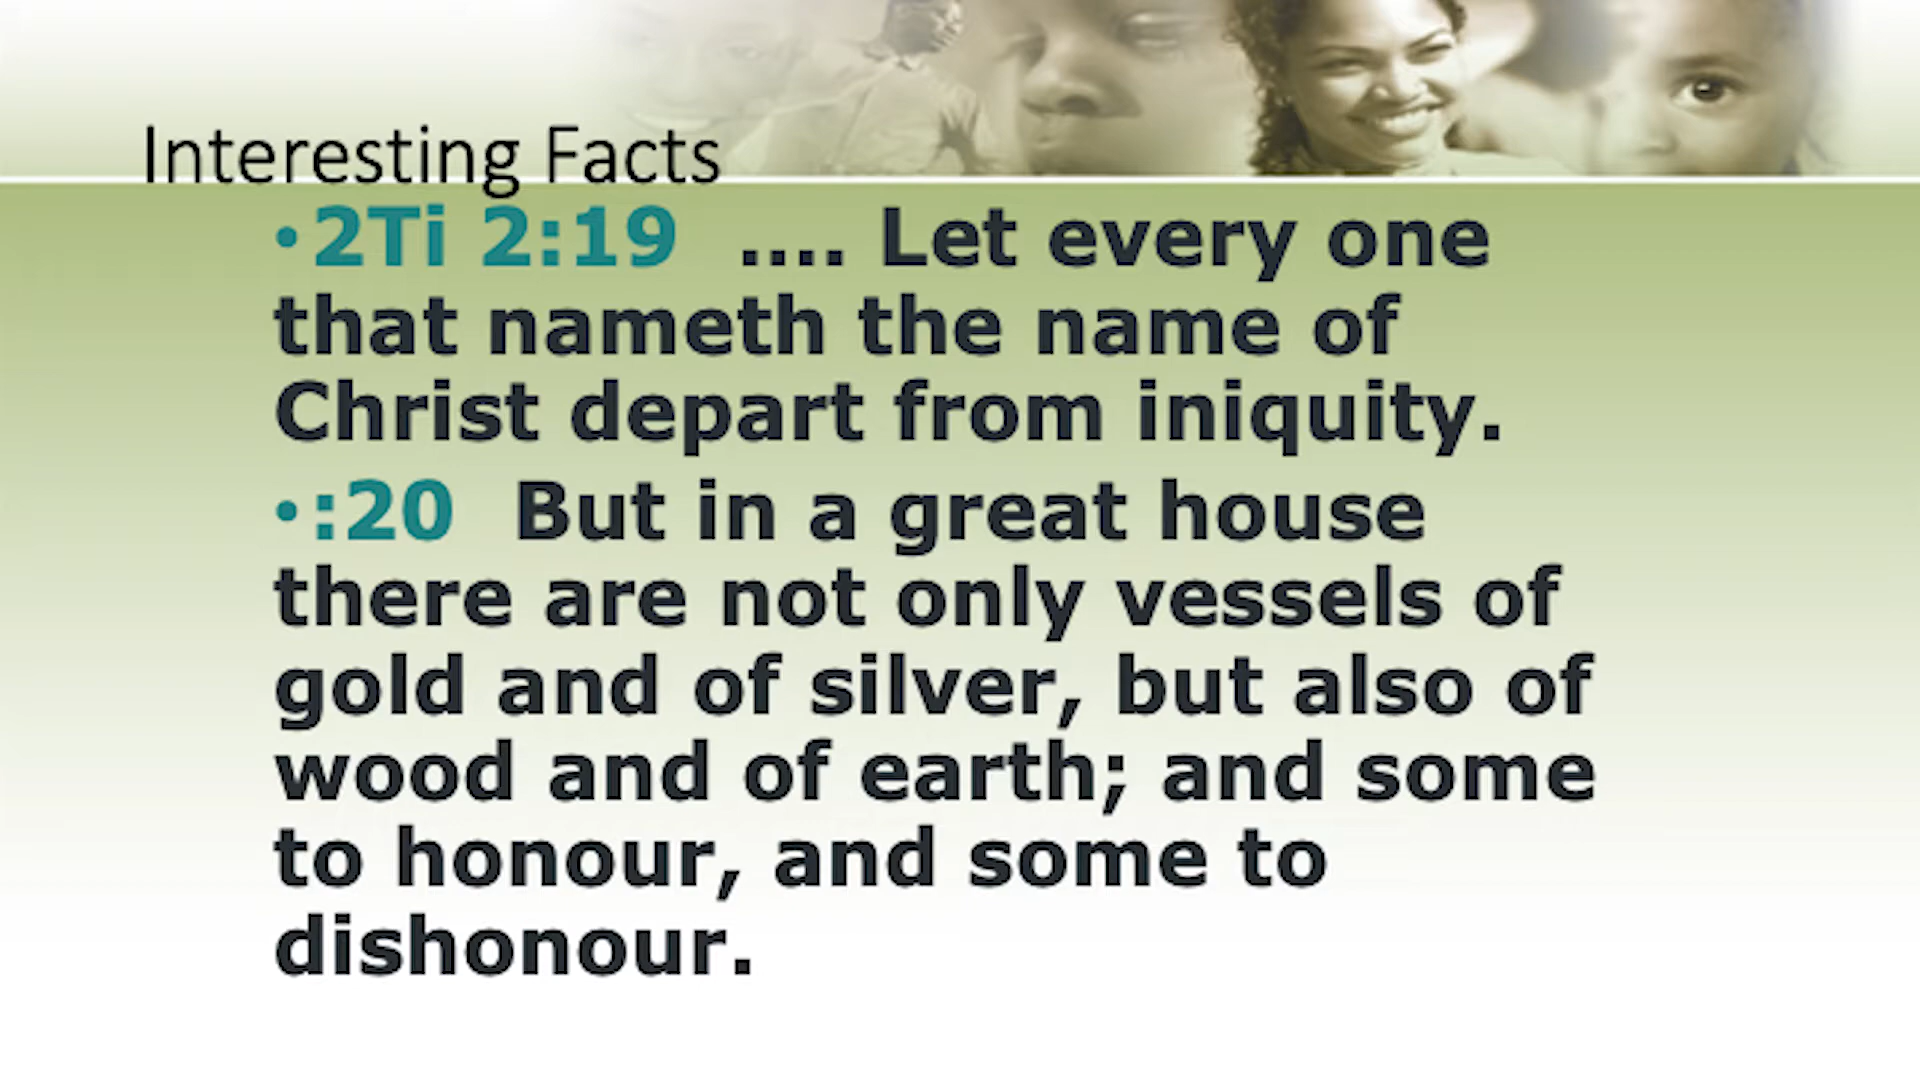 Interesting Facts
•2Ti 2:19 .... Let every one
that nameth the name of
Christ depart from iniquity.
•:20 But in a great house
there are not only vessels of
gold and of silver, but also of
wood and of earth; and some
to honour, and some to
dishonour.